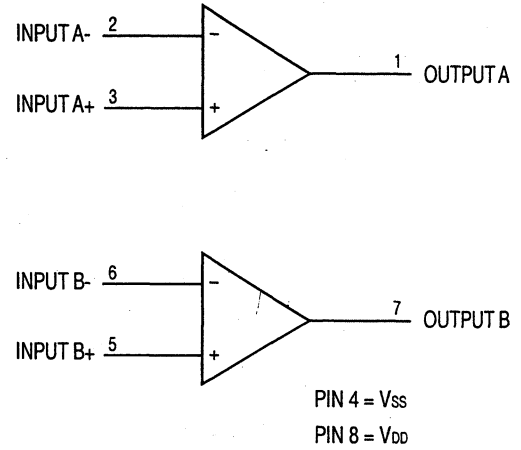 INPUT A- 2
-
INPUT A+ 3
+
1 OUTPUT A
INPUT B- 6
-
INPUT B+ 5
+
7 OUTPUT B
PIN 4 = VSS
PIN 8 = VDD